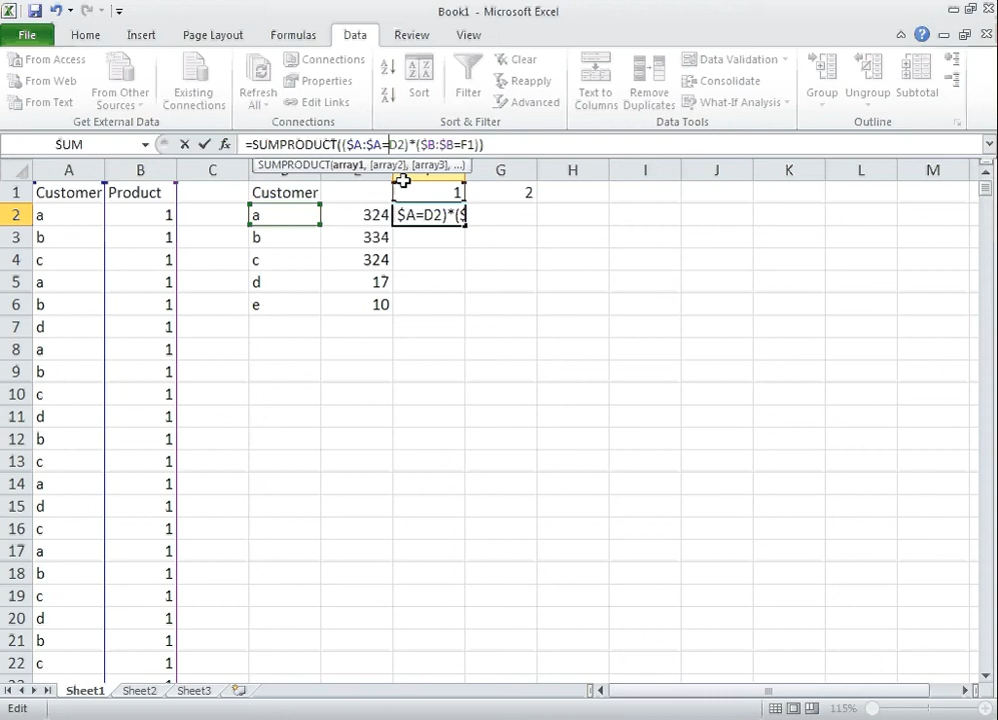 Book1 - Microsoft Excel
File Home Insert Page Layout Formulas Data Review View
From Access
From Web
From Text
From Other Sources
Existing Connections
Get External Data
Refresh All
Connections
Properties
Edit Links
Connections
Sort
Filter
Clear
Reapply
Advanced
Sort & Filter
Text to Columns
Remove Duplicates
Data Validation
Consolidate
What-If Analysis
Data Tools
Group
Ungroup
Subtotal
Outline
SUM fx =SUMPRODUCT(($A:$A=D2)*($B:$B=F1))
SUMPRODUCT(array1, [array2], [array3], ...)
A B C G H I J K L M
1 Customer Product Customer 1 2
2 a 1 a 324 $A=D2)*($
3 b 1 b 334
4 c 1 c 324
5 a 1 d 17
6 b 1 e 10
7 d 1
8 a 1
9 b 1
10 c 1
11 d 1
12 b 1
13 c 1
14 a 1
15 d 1
16 c 1
17 a 1
18 b 1
19 c 1
20 d 1
21 b 1
22 c 1
Sheet1 Sheet2 Sheet3
Edit 115%